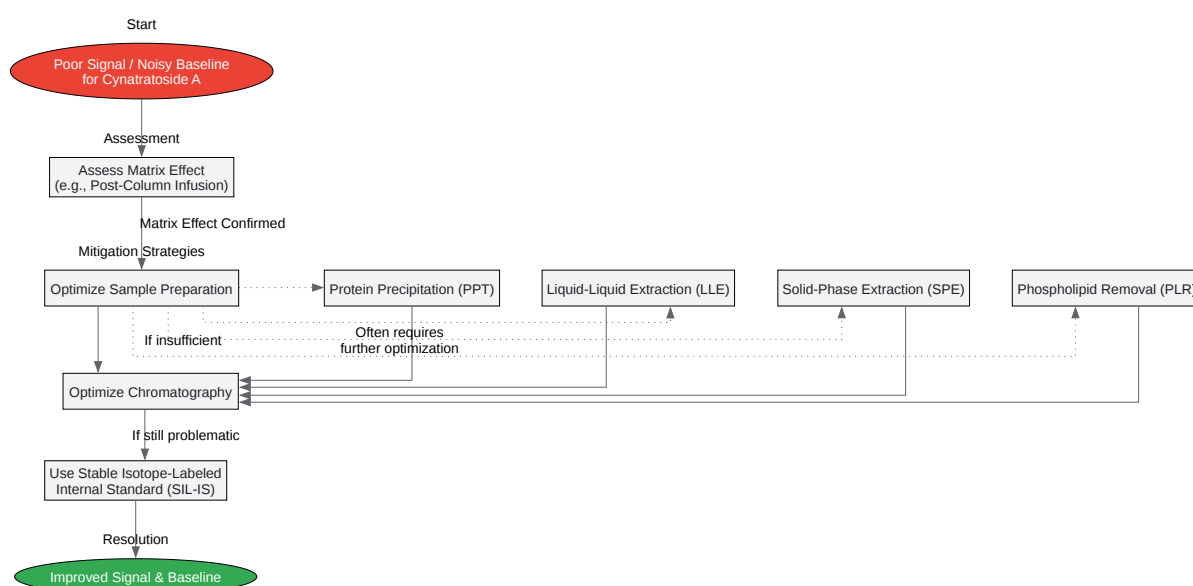 Start
Poor Signal / Noisy Baseline
for Cynatratoside A
Assessment
Assess Matrix Effect
(e.g., Post-Column Infusion)
Matrix Effect Confirmed
Mitigation Strategies
Optimize Sample Preparation
Protein Precipitation (PPT)
Liquid-Liquid Extraction (LLE)
Solid-Phase Extraction (SPE)
Phospholipid Removal (PLR)
If insufficient
Often requires
further optimization
Optimize Chromatography
If still problematic
Use Stable Isotope-Labeled
Internal Standard (SIL-IS)
Resolution
Improved Signal & Baseline